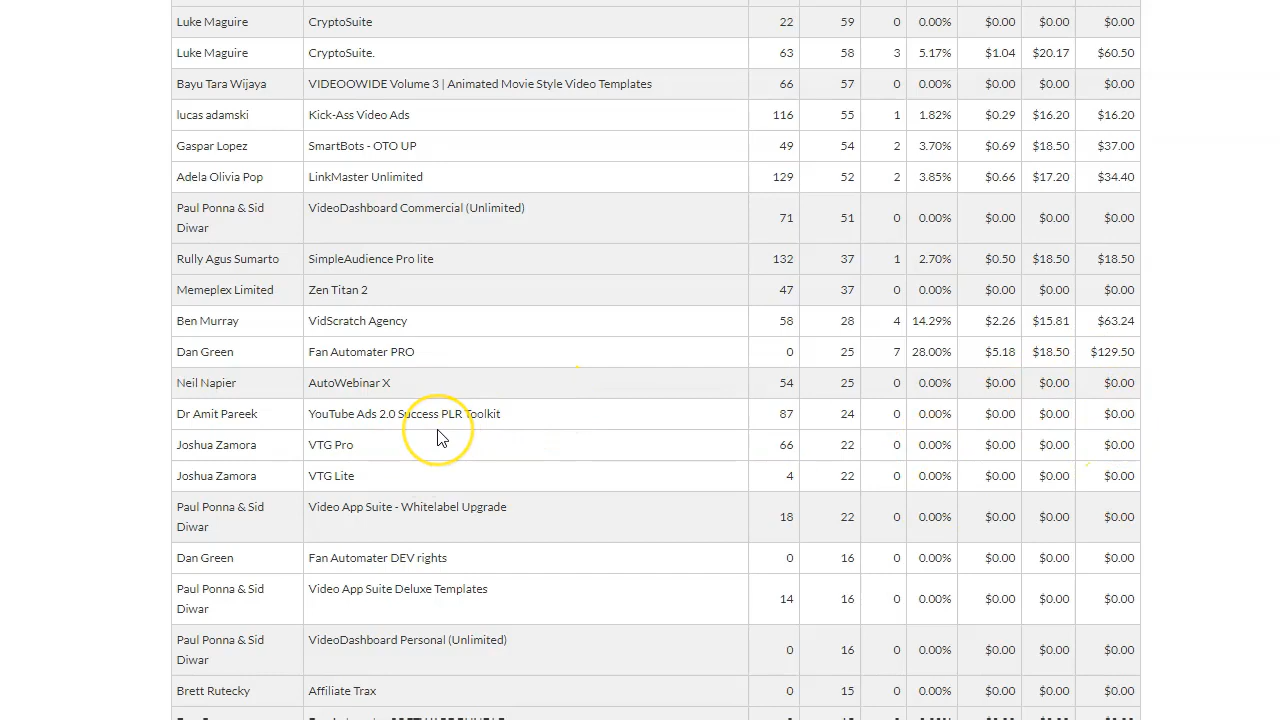 Luke Maguire CryptoSuite 22 59 0 0.00% $0.00 $0.00 $0.00
Luke Maguire CryptoSuite. 63 58 3 5.17% $1.04 $20.17 $60.50
Bayu Tara Wijaya VIDEOOWIDE Volume 3 | Animated Movie Style Video Templates 66 57 0 0.00% $0.00 $0.00 $0.00
lucas adamski Kick-Ass Video Ads 116 55 1 1.82% $0.29 $16.20 $16.20
Gaspar Lopez SmartBots - OTO UP 49 54 2 3.70% $0.69 $18.50 $37.00
Adela Olivia Pop LinkMaster Unlimited 129 52 2 3.85% $0.66 $17.20 $34.40
Paul Ponna & Sid VideoDashboard Commercial (Unlimited)
Diwar 71 51 0 0.00% $0.00 $0.00 $0.00
Rully Agus Sumarto SimpleAudience Pro lite 132 37 1 2.70% $0.50 $18.50 $18.50
Memeplex Limited Zen Titan 2 47 37 0 0.00% $0.00 $0.00 $0.00
Ben Murray VidScratch Agency 58 28 4 14.29% $2.26 $15.81 $63.24
Dan Green Fan Automater PRO 0 25 7 28.00% $5.18 $18.50 $129.50
Neil Napier AutoWebinar X 54 25 0 0.00% $0.00 $0.00 $0.00
Dr Amit Pareek YouTube Ads 2.0 Success PLR Toolkit 87 24 0 0.00% $0.00 $0.00 $0.00
Joshua Zamora VTG Pro 66 22 0 0.00% $0.00 $0.00 $0.00
Joshua Zamora VTG Lite 4 22 0 0.00% $0.00 $0.00 $0.00
Paul Ponna & Sid Video App Suite - Whitelabel Upgrade
Diwar 18 22 0 0.00% $0.00 $0.00 $0.00
Dan Green Fan Automater DEV rights 0 16 0 0.00% $0.00 $0.00 $0.00
Paul Ponna & Sid Video App Suite Deluxe Templates
Diwar 14 16 0 0.00% $0.00 $0.00 $0.00
Paul Ponna & Sid VideoDashboard Personal (Unlimited)
Diwar 0 16 0 0.00% $0.00 $0.00 $0.00
Brett Rutecky Affiliate Trax 0 15 0 0.00% $0.00 $0.00 $0.00